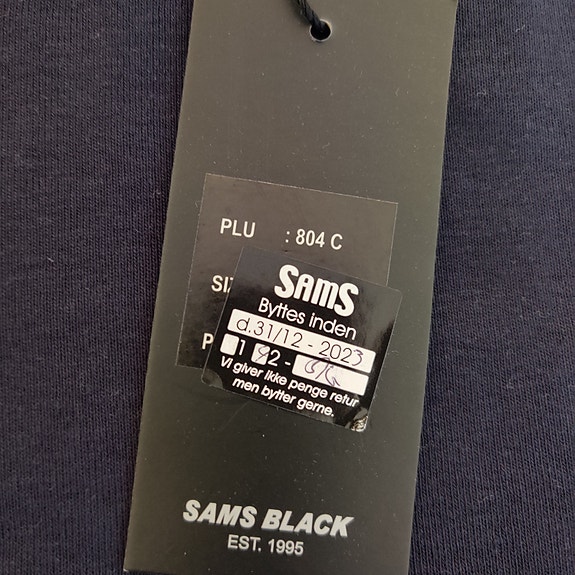 PLU : 804 C
SI
SAMS
Byttes inden
d.31/12 - 2023
1 2 -
P
Vi giver ikke penge retur
men bytter gerne.
SAMS BLACK
EST. 1995